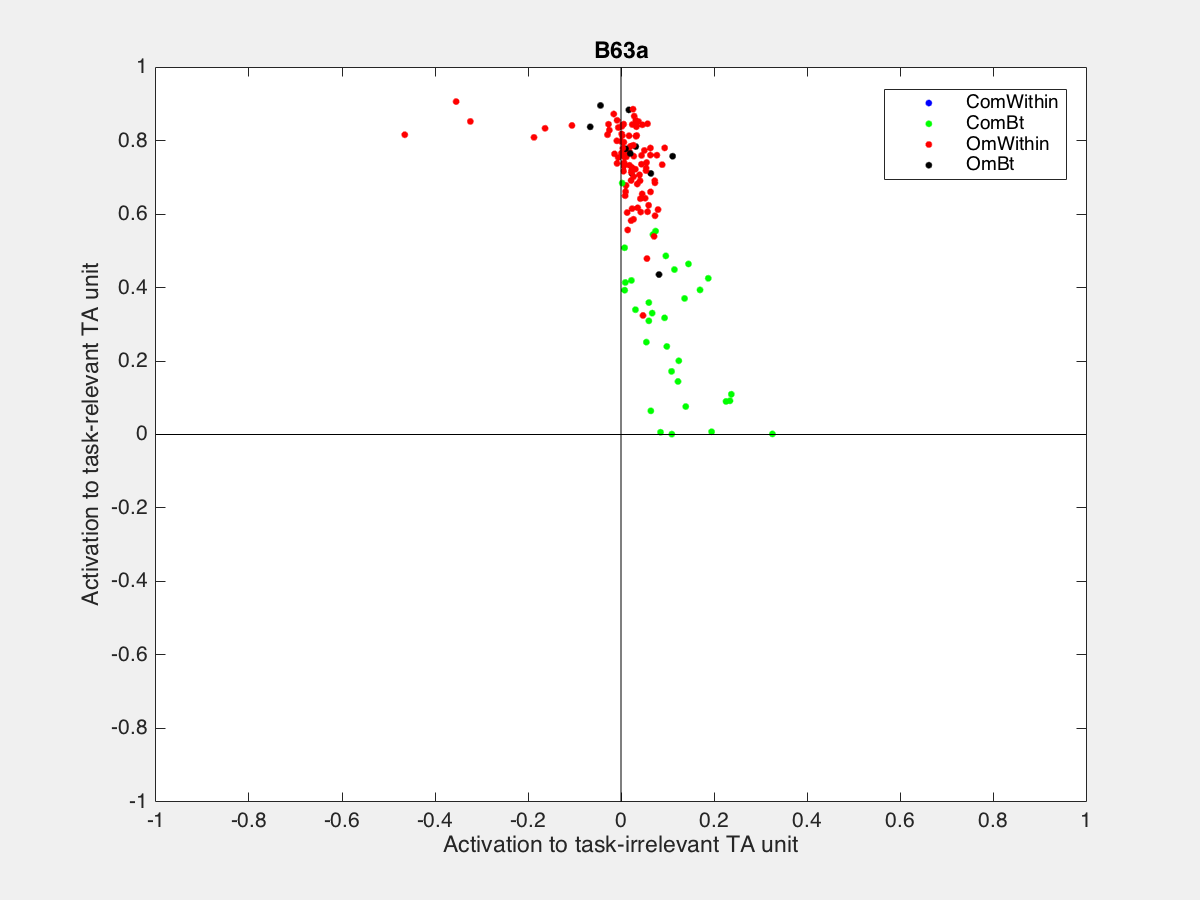 B63a
ComWithin
ComBt
OmWithin
OmBt
1
0.8
0.6
0.4
0.2
0
-0.2
-0.4
-0.6
-0.8
-1
Activation to task-relevant TA unit
-1 -0.8 -0.6 -0.4 -0.2 0 0.2 0.4 0.6 0.8 1
Activation to task-irrelevant TA unit